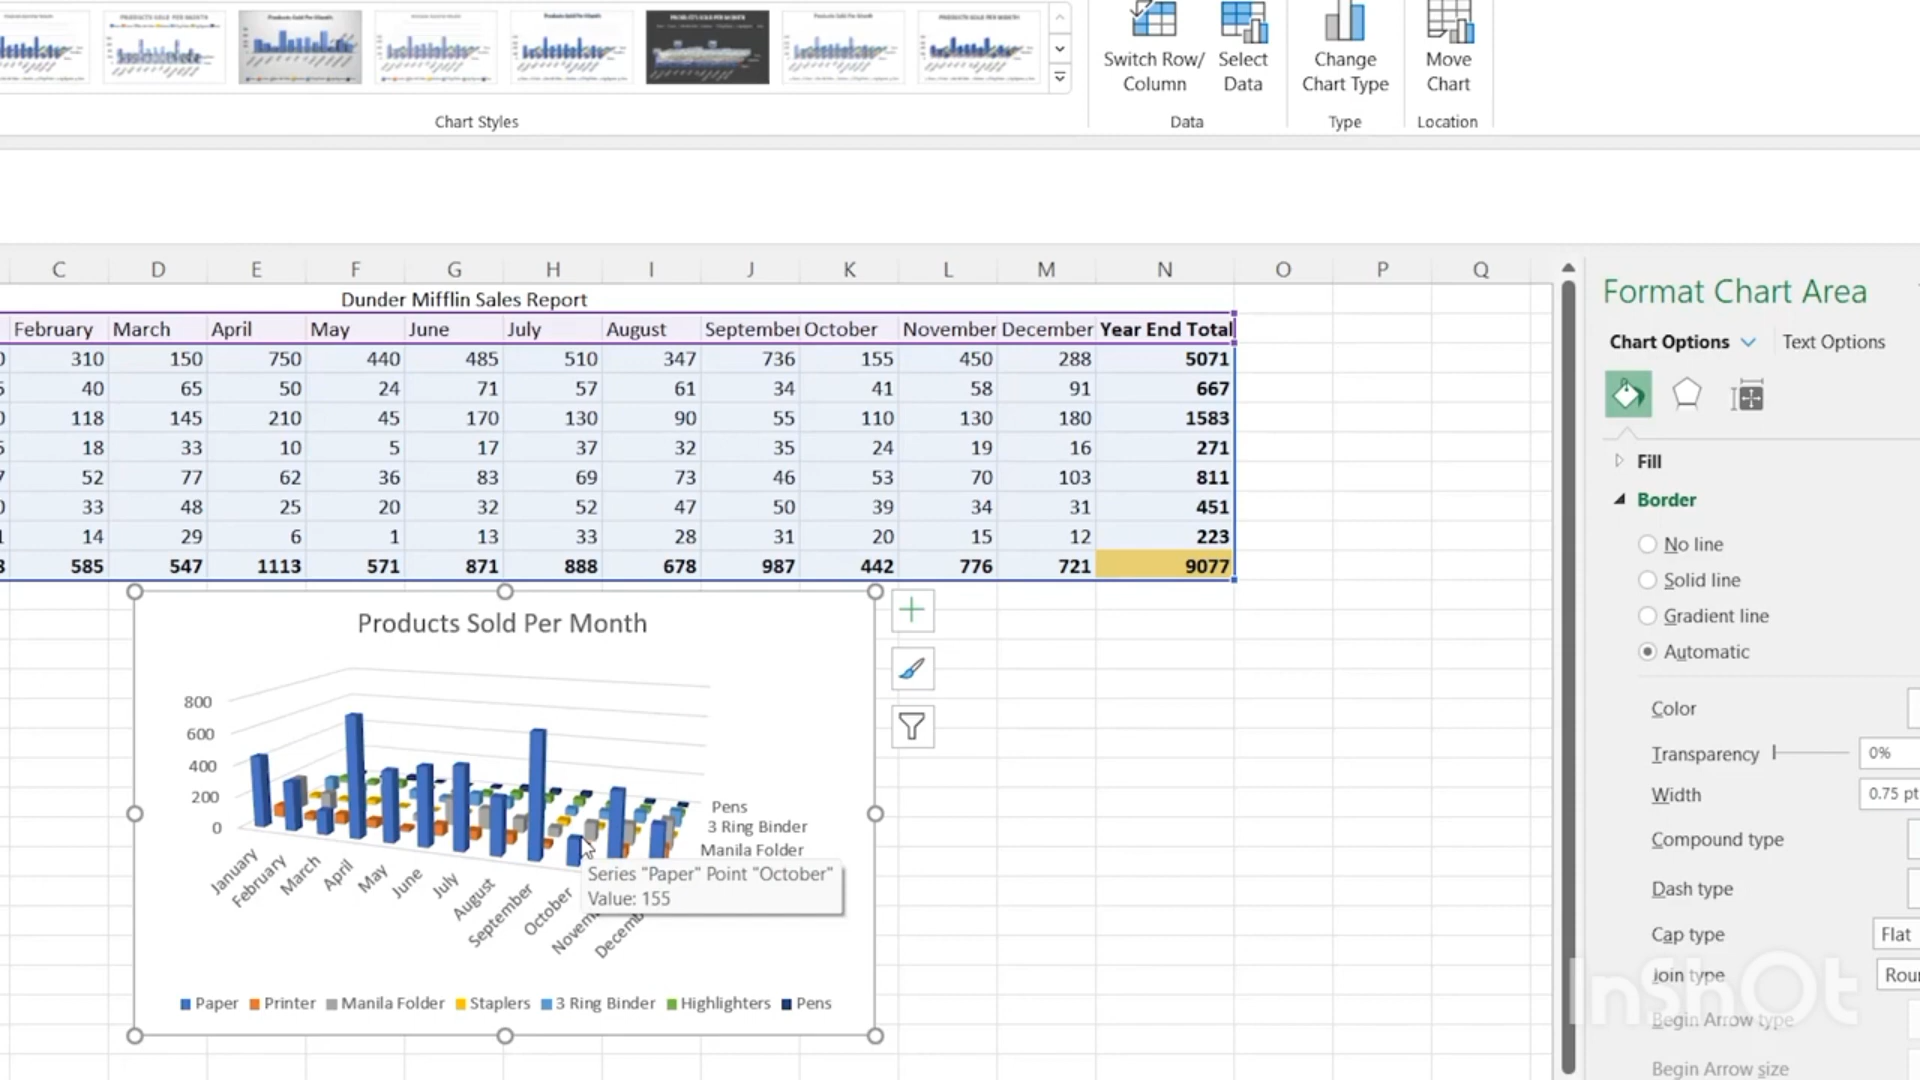 Switch Row/
Column
Select
Data
Change
Chart Type
Move
Chart
Chart Styles
Data
Type
Location
C D E F G H I J K L M N O P Q
Dunder Mifflin Sales Report
February March April May June July August September October November December Year End Total
0 310 150 750 440 485 510 347 736 155 450 288 5071
5 40 65 50 24 71 57 61 34 41 58 91 667
0 118 145 210 45 170 130 90 55 110 130 180 1583
5 18 33 10 5 17 37 32 35 24 19 16 271
7 52 77 62 36 83 69 73 46 53 70 103 811
0 33 48 25 20 32 52 47 50 39 34 31 451
1 14 29 6 1 13 33 28 31 20 15 12 223
3 585 547 1113 571 871 888 678 987 442 776 721 9077
Products Sold Per Month
800
600
400
200
0
Pens
3 Ring Binder
Manila Folder
January
February
March
April
May
June
July
August
September
October
Novem
Decemb
Series "Paper" Point "October"
Value: 155
Paper Printer Manila Folder Staplers 3 Ring Binder Highlighters Pens
Format Chart Area
Chart Options Text Options
Fill
Border
No line
Solid line
Gradient line
Automatic
Color
Transparency 0%
Width 0.75 pt
Compound type
Dash type
Cap type Flat
Join type Rou
Begin Arrow type
Begin Arrow size
InShOt